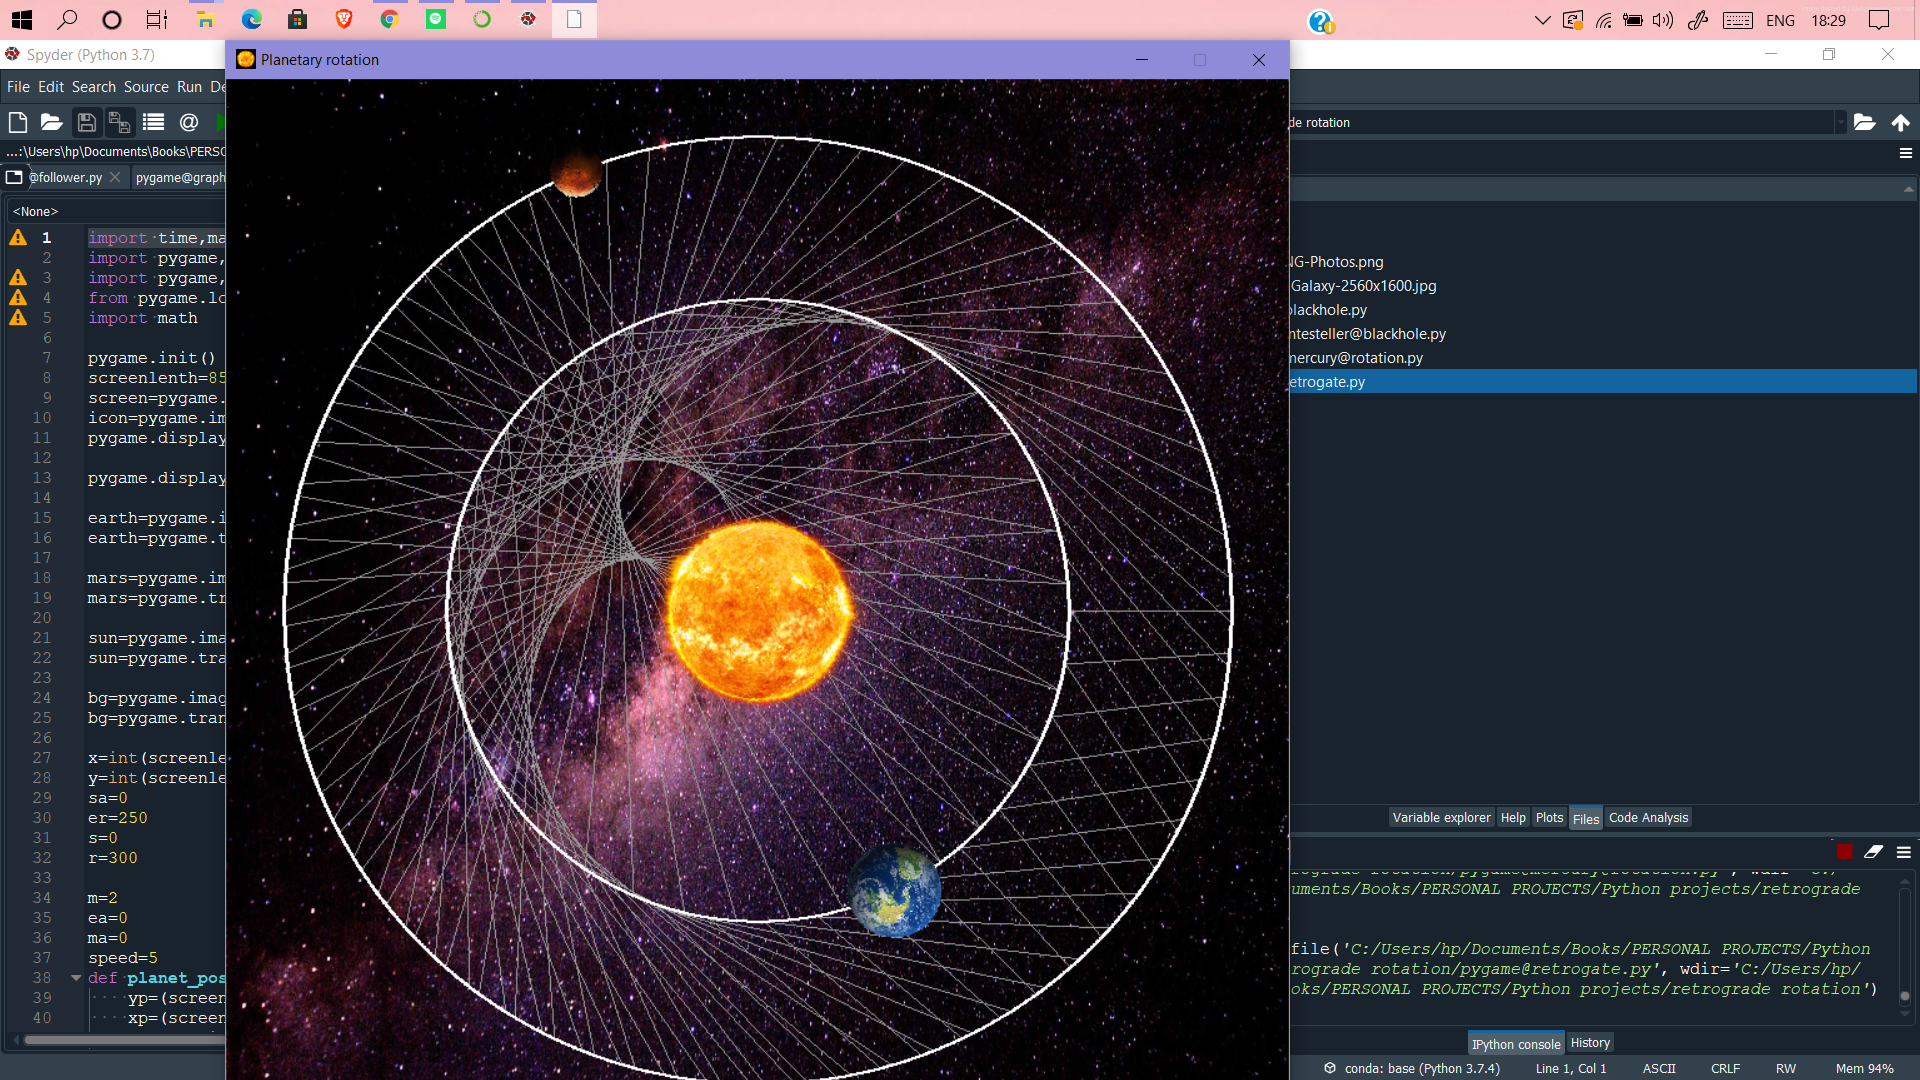 ENG
18:29
Spyder (Python 3.7)
Planetary rotation
File Edit Search Source Run De
de rotation
...:\Users\hp\Documents\Books\PERSO
@follower.py
pygame@graph
<None>
1 import time,ma
2 import pygame,
3 import pygame,
4 from pygame.lo
5 import math
6
7 pygame.init()
8 screenlenth=85
9 screen=pygame.
10 icon=pygame.im
11 pygame.display
12
13 pygame.display
14
15 earth=pygame.i
16 earth=pygame.t
17
18 mars=pygame.im
19 mars=pygame.tr
20
21 sun=pygame.ima
22 sun=pygame.tra
23
24 bg=pygame.imag
25 bg=pygame.tran
26
27 x=int(screenle
28 y=int(screenle
29 sa=0
30 er=250
31 s=0
32 r=300
33
34 m=2
35 ea=0
36 ma=0
37 speed=5
38 def planet_pos
39 yp=(screen
40 xp=(screen
NG-Photos.png
Galaxy-2560x1600.jpg
blackhole.py
ntesteller@blackhole.py
mercury@rotation.py
etrogate.py
Variable explorer Help Plots Files Code Analysis
uments/Books/PERSONAL PROJECTS/Python projects/retrograde
file('C:/Users/hp/Documents/Books/PERSONAL PROJECTS/Python
rograde rotation/pygame@retrogate.py', wdir='C:/Users/hp/
oks/PERSONAL PROJECTS/Python projects/retrograde rotation')
IPython console History
conda: base (Python 3.7.4) Line 1, Col 1 ASCII CRLF RW Mem 94%